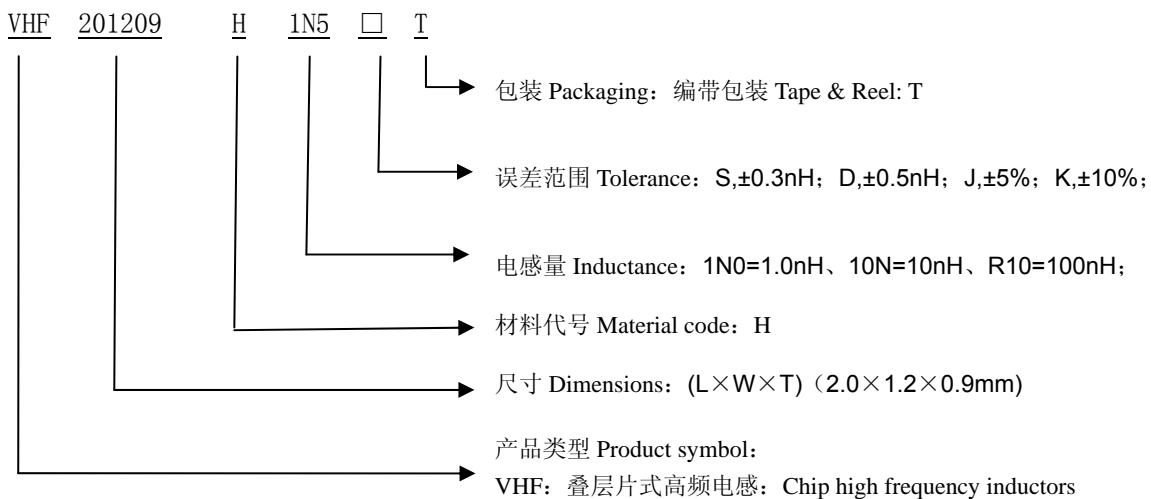 VHF 201209 H 1N5 □ T
包装 Packaging：编带包装 Tape & Reel: T
误差范围 Tolerance：S,±0.3nH；D,±0.5nH；J,±5%；K,±10%；
电感量 Inductance：1N0=1.0nH、10N=10nH、R10=100nH；
材料代号 Material code：H
尺寸 Dimensions：(L×W×T)（2.0×1.2×0.9mm)
产品类型 Product symbol：
VHF：叠层片式高频电感：Chip high frequency inductors